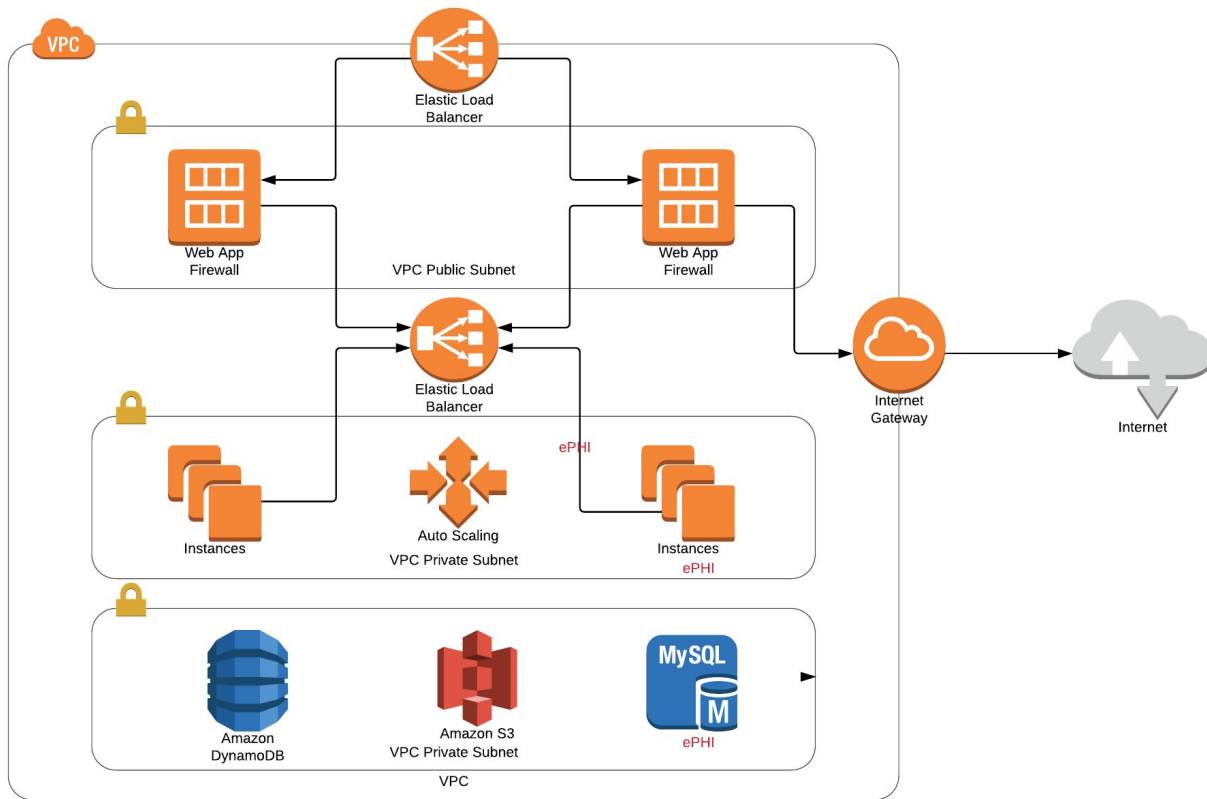 VPC
Elastic Load
Balancer
Web App
Firewall
VPC Public Subnet
Web App
Firewall
Elastic Load
Balancer
Internet
Gateway
Internet
ePHI
Instances
Auto Scaling
VPC Private Subnet
Instances
ePHI
MySQL
M
Amazon
DynamoDB
Amazon S3
VPC Private Subnet
ePHI
VPC